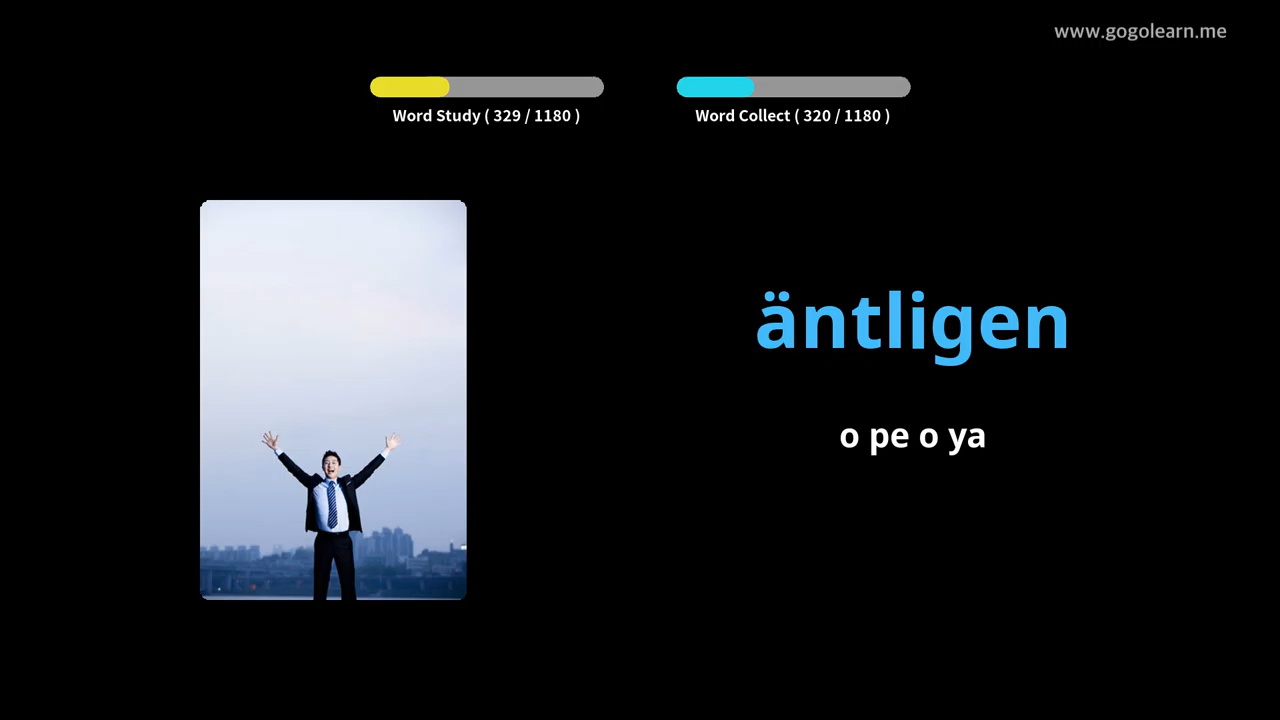 www.gogolearn.me
Word Study ( 329 / 1180 )
Word Collect ( 320 / 1180 )
äntligen
o pe o ya